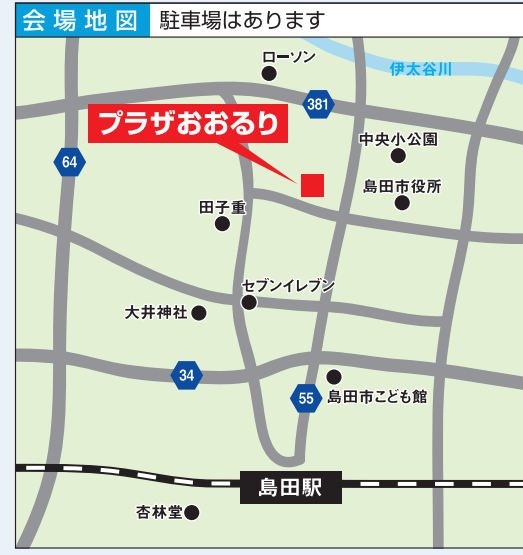 会場地図 駐車場はあります
ローソン
伊太谷川
381
プラザおおるり
中央小公園
64
島田市役所
田子重
セブンイレブン
大井神社
34
55
島田市こども館
島田駅
杏林堂